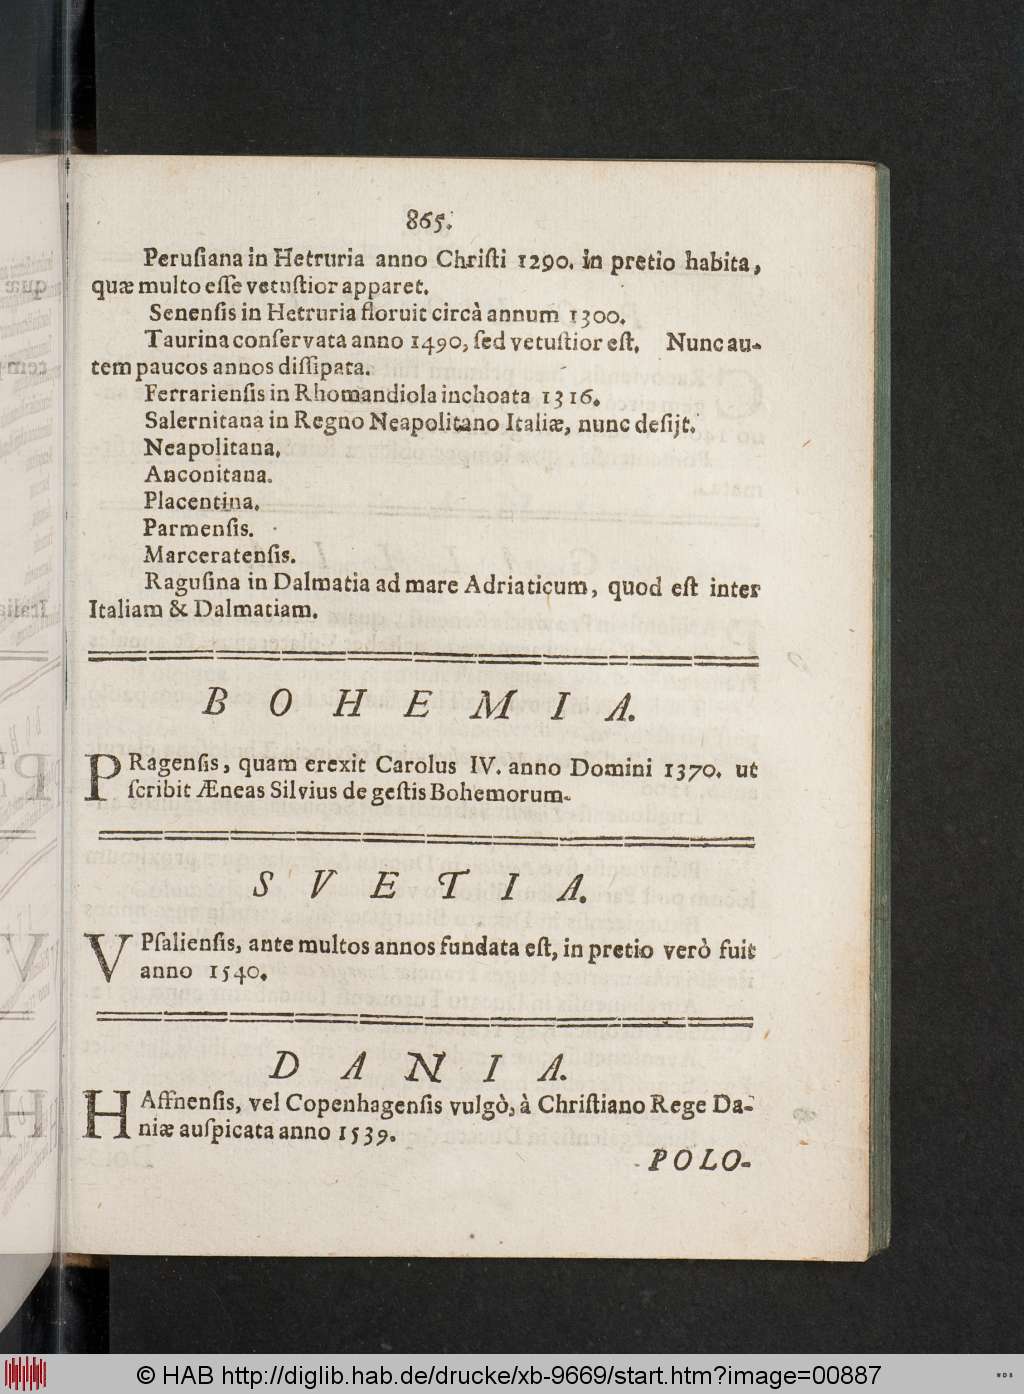 865.
Peruſiana in Hetruria anno Chriſti 1290. in pretio habita,
quæ multo eſſe vetuſtior apparet.
Senenſis in Hetruria floruit circà annum 1300.
Taurina conſervata anno 1490, ſed vetuſtior eſt. Nunc au-
tem paucos annos diſſipata.
Ferrarienſis in Rhomandiola inchoata 1316.
Salernitana in Regno Neapolitano Italiæ, nunc deſijt.
Neapolitana.
Anconitana.
Placentina.
Parmenſis.
Marceratenſis.
Raguſina in Dalmatia ad mare Adriaticum, quod eſt inter
Italiam & Dalmatiam.
BOHEMIA.
PRagenſis, quam erexit Carolus IV. anno Domini 1370. ut
ſcribit Æneas Silvius de geſtis Bohemorum.
SVETIA.
VPſalienſis, ante multos annos fundata eſt, in pretio verò fuit
anno 1540.
DANIA.
HAffnenſis, vel Copenhagenſis vulgò, à Chriſtiano Rege Da-
niæ auſpicata anno 1539.
POLO-
© HAB http://diglib.hab.de/drucke/xb-9669/start.htm?image=00887